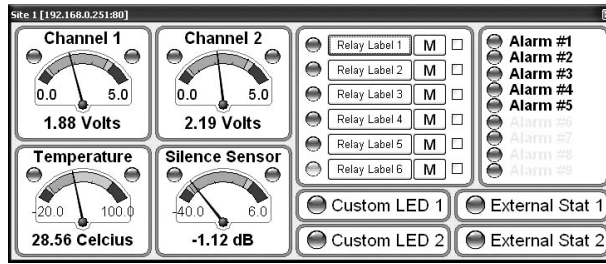 Site 1 [192.168.0.251:80]
Channel 1
0.0 5.0
1.88 Volts
Channel 2
0.0 5.0
2.19 Volts
Temperature
-20.0 100.0
28.56 Celcius
Silence Sensor
-40.0 6.0
-1.12 dB
Relay Label 1 M
Relay Label 2 M
Relay Label 3 M
Relay Label 4 M
Relay Label 5 M
Relay Label 6 M
Alarm #1
Alarm #2
Alarm #3
Alarm #4
Alarm #5
Alarm #6
Alarm #7
Alarm #8
Alarm #9
Custom LED 1
External Stat 1
Custom LED 2
External Stat 2